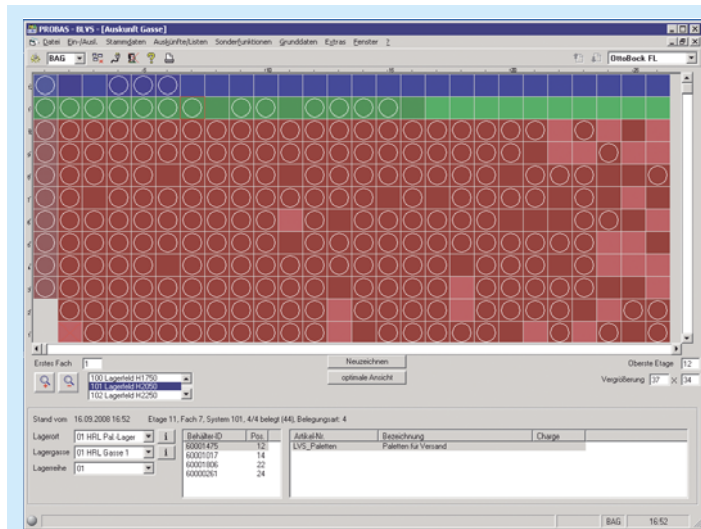 PROBAS - BLVS - [Auskunft Gasse]
Datei Ein-/Ausl. Stammdaten Auskünfte/Listen Sonderfunktionen Grunddaten Extras Fenster ?
BAG OttoBock FL
Erstes Fach 1 Neuzeichnen Oberste Etage 12
100 Lagerfeld H1750
101 Lagerfeld H2050
102 Lagerfeld H2250
optimale Ansicht Vergrößerung 37 X 34
Stand vom 16.09.2008 16:52 Etage 11, Fach 7, System 101, 4/4 belegt (44), Belegungsart: 4
Lagerort 01 HRL Pal.-Lager i
Lagergasse 01 HRL Gasse 1 i
Lagerreihe 01
Behälter-ID Pos.
60001475 12
60001017 14
60001806 22
60000261 24
Artikel-Nr. Bezeichnung Charge
LVS_Paletten Paletten für Versand
BAG 16:52